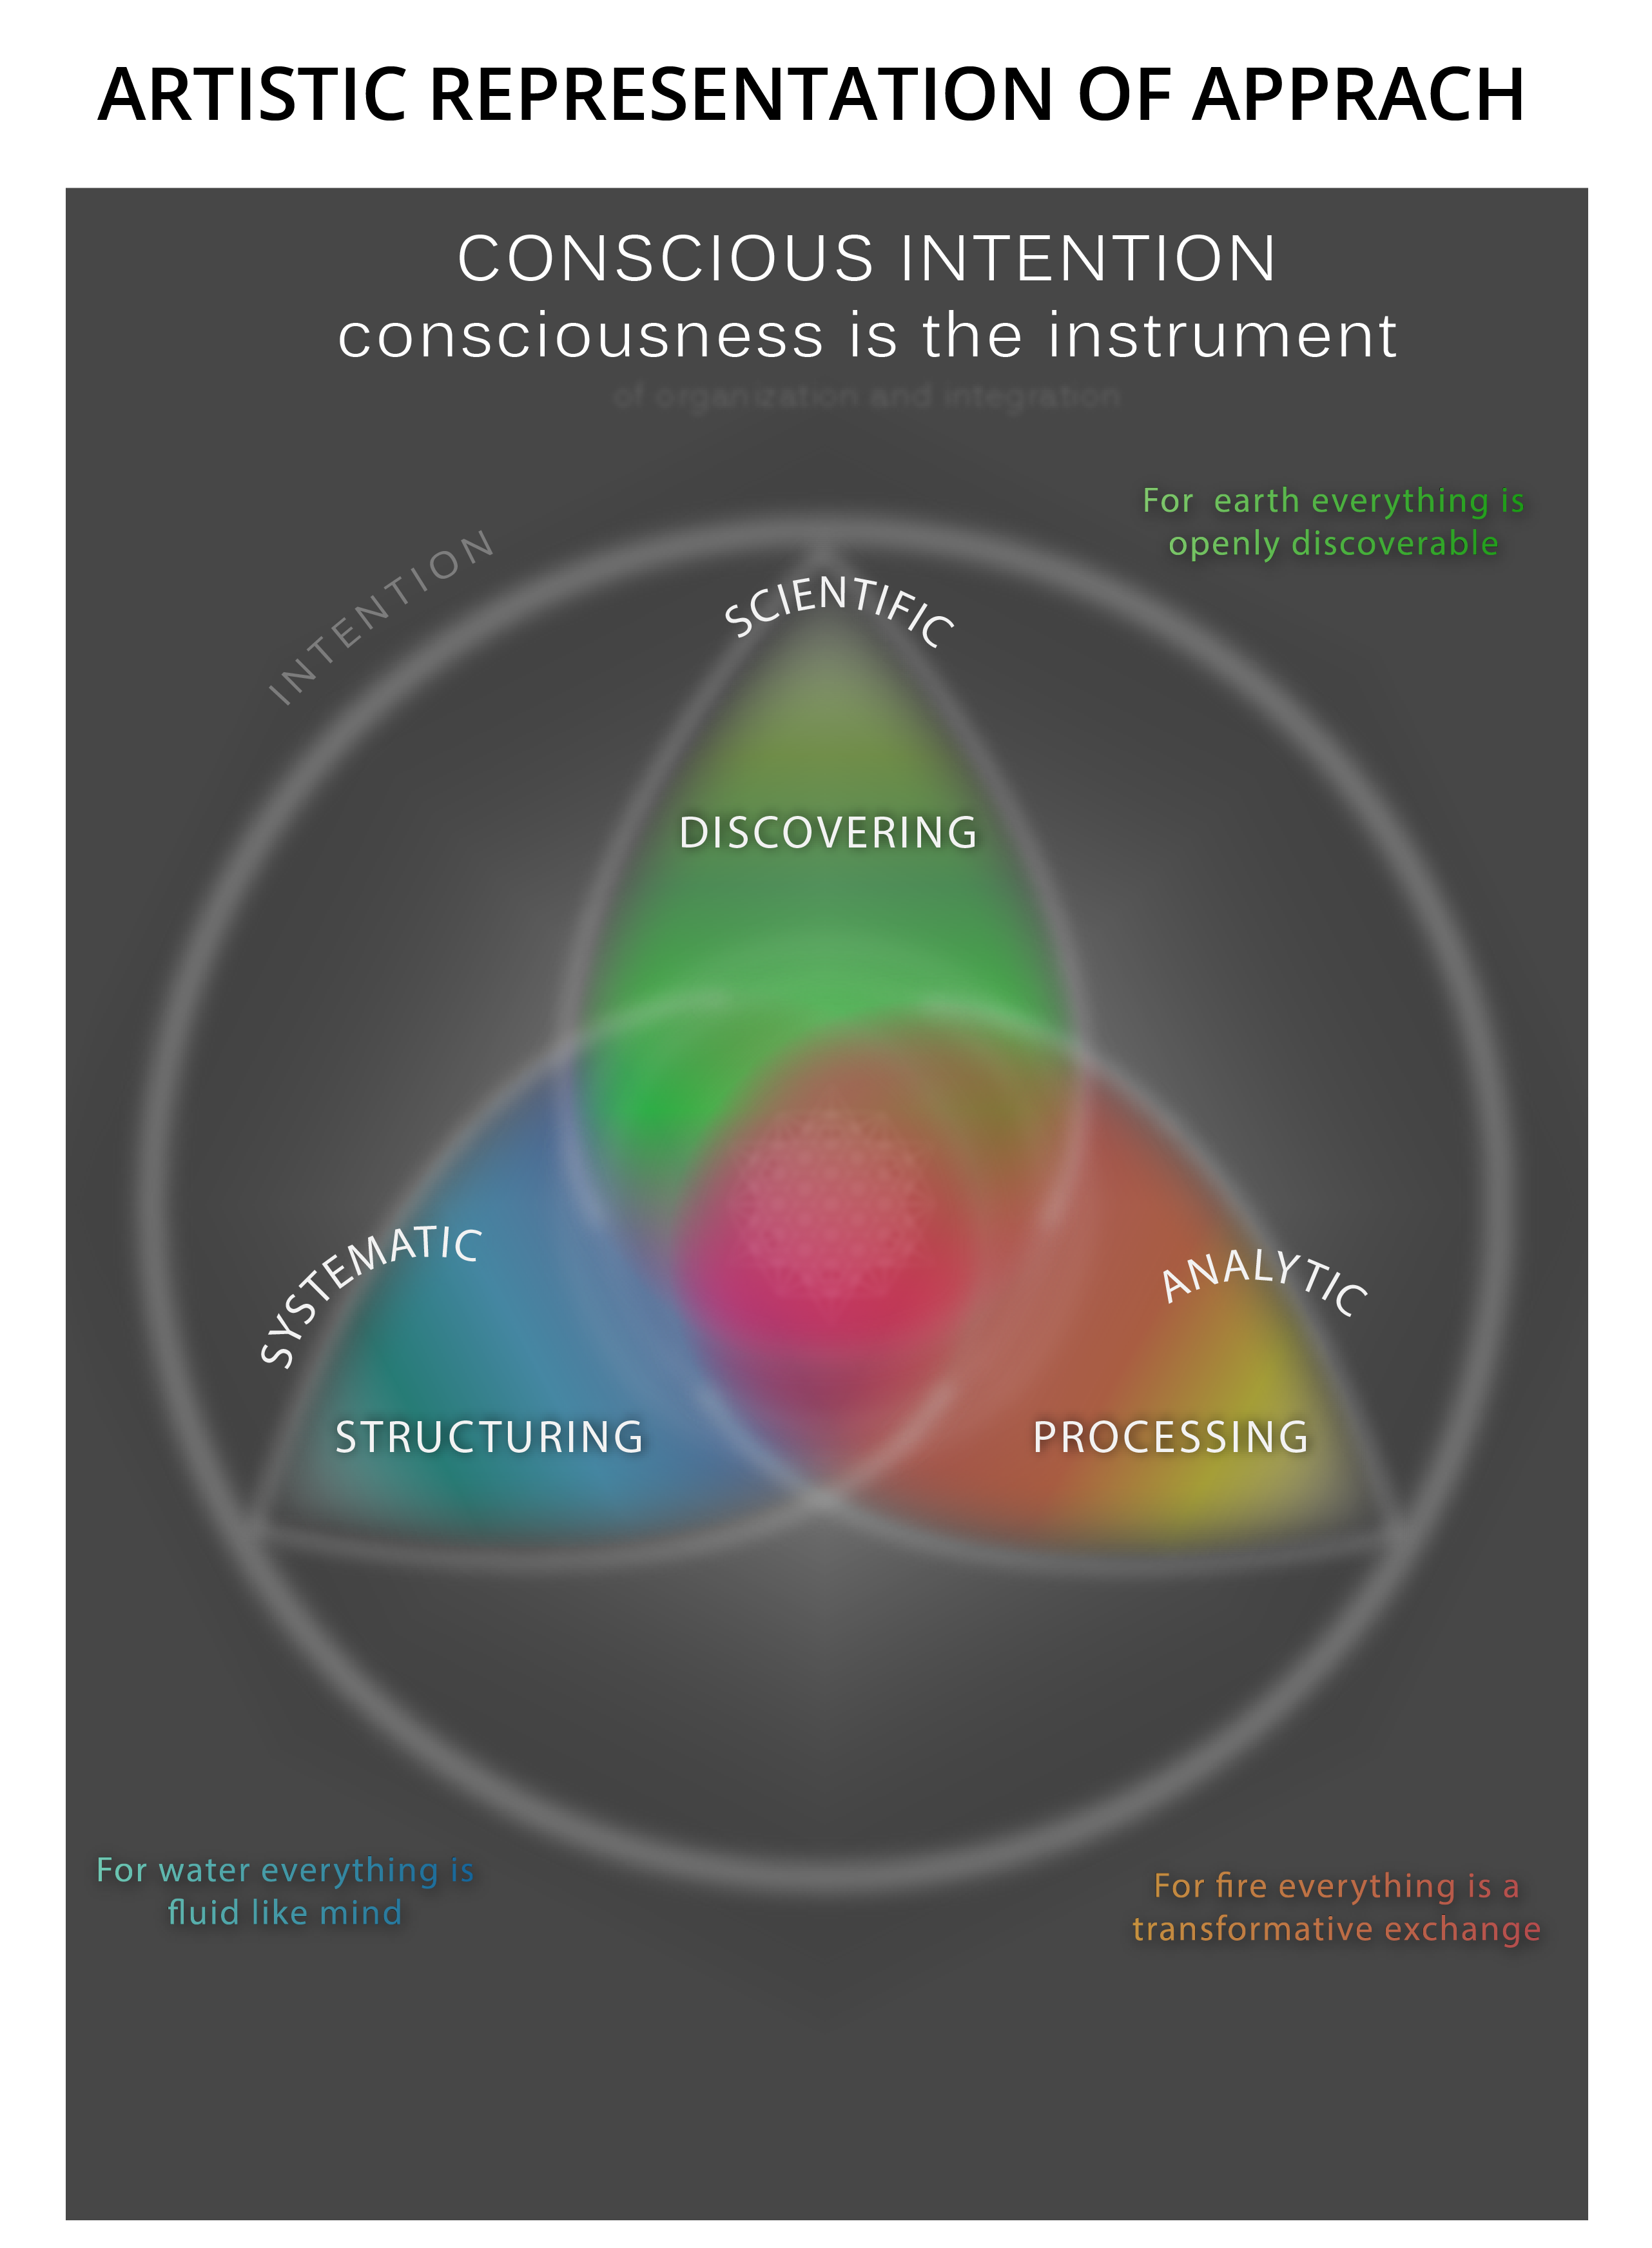 ARTISTIC REPRESENTATION OF APPRACH
CONSCIOUS INTENTION
consciousness is the instrument
of organization and integration
For earth everything is
openly discoverable
INTENTION
SCIENTIFIC
DISCOVERING
SYSTEMATIC
ANALYTIC
STRUCTURING
PROCESSING
For water everything is
fluid like mind
For fire everything is a
transformative exchange